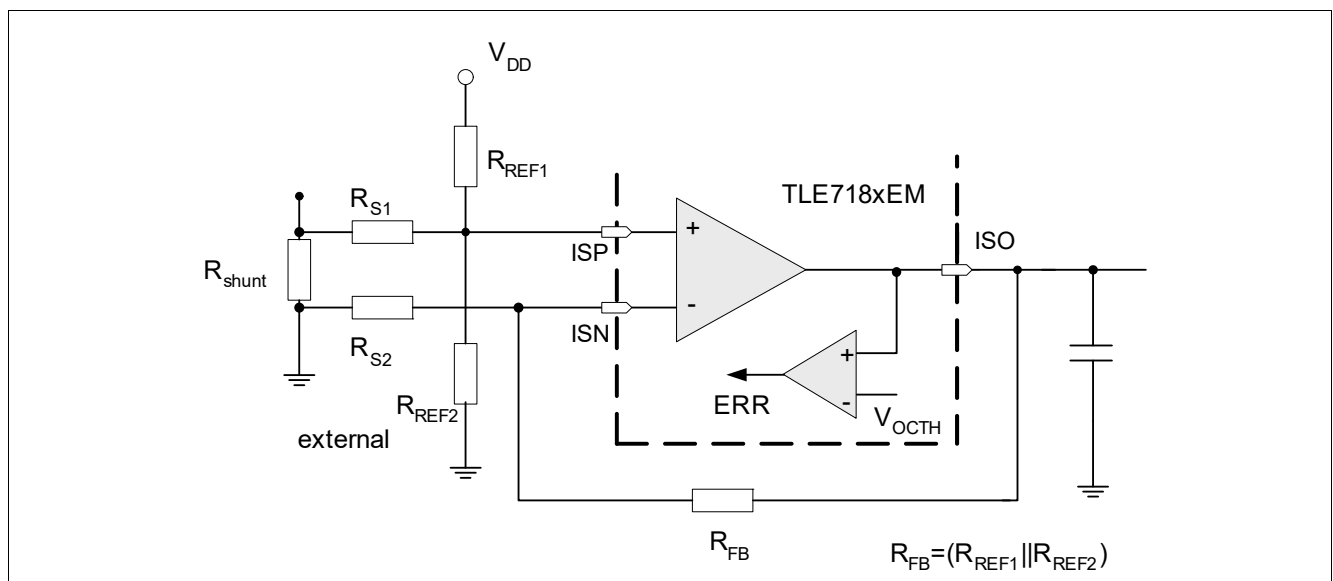 V_DD
R_REF1
TLE718xEM
R_S1
ISO
+
ISP
R_shunt
-
ISN
R_S2
+
R_REF2
ERR
-
V_OCTH
external
R_FB
R_FB=(R_REF1||R_REF2)